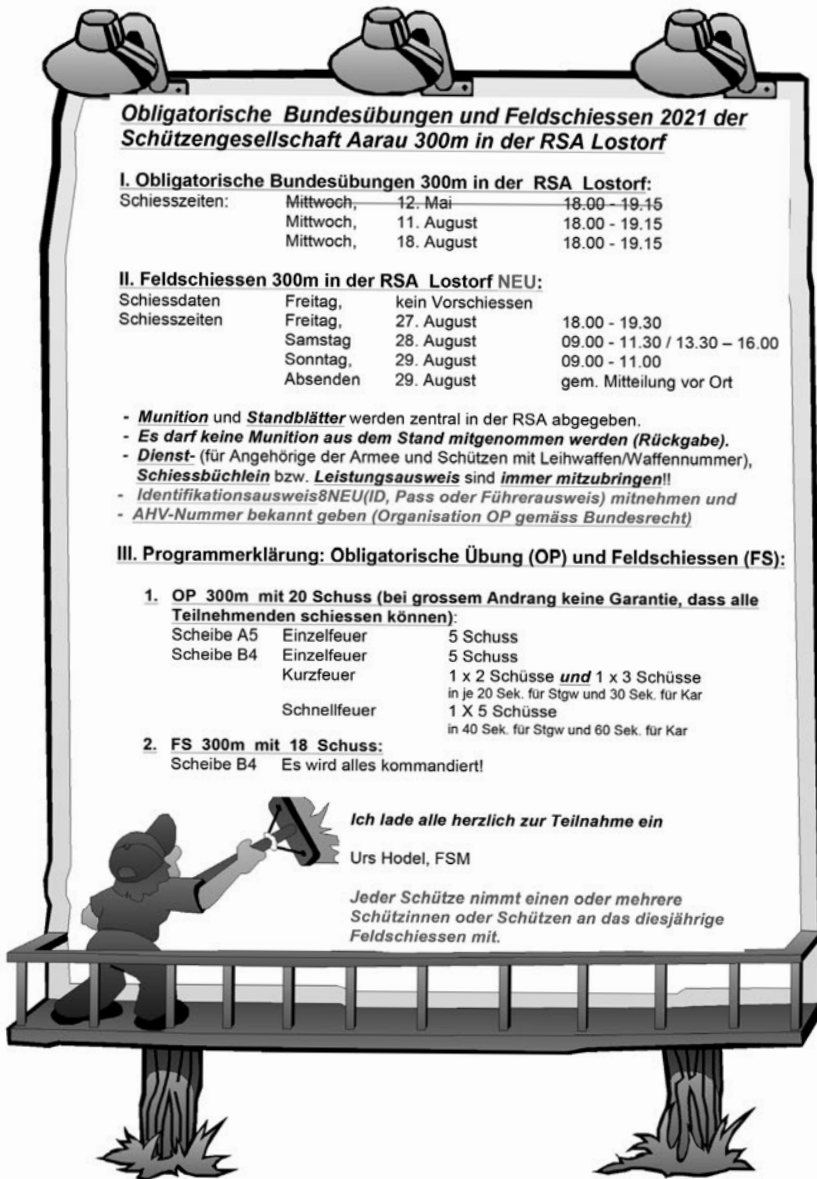 Obligatorische Bundesübungen und Feldschiessen 2021 der
Schützengesellschaft Aarau 300m in der RSA Lostorf
I. Obligatorische Bundesübungen 300m in der RSA Lostorf:
Schiesszeiten: Mittwoch, 12. Mai 18.00 - 19.15
Mittwoch, 11. August 18.00 - 19.15
Mittwoch, 18. August 18.00 - 19.15
II. Feldschiessen 300m in der RSA Lostorf NEU:
Schiessdaten Freitag, kein Vorschiessen
Schiesszeiten Freitag, 27. August 18.00 - 19.30
Samstag 28. August 09.00 - 11.30 / 13.30 – 16.00
Sonntag, 29. August 09.00 - 11.00
Absenden 29. August gem. Mitteilung vor Ort
- Munition und Standblätter werden zentral in der RSA abgegeben.
- Es darf keine Munition aus dem Stand mitgenommen werden (Rückgabe).
- Dienst- (für Angehörige der Armee und Schützen mit Leihwaffen/Waffennummer),
Schiessbüchlein bzw. Leistungsausweis sind immer mitzubringen!!
- Identifikationsausweis8NEU(ID, Pass oder Führerausweis) mitnehmen und
- AHV-Nummer bekannt geben (Organisation OP gemäss Bundesrecht)
III. Programmerklärung: Obligatorische Übung (OP) und Feldschiessen (FS):
1. OP 300m mit 20 Schuss (bei grossem Andrang keine Garantie, dass alle
Teilnehmenden schiessen können):
Scheibe A5 Einzelfeuer 5 Schuss
Scheibe B4 Einzelfeuer 5 Schuss
Kurzfeuer 1 x 2 Schüsse und 1 x 3 Schüsse
in je 20 Sek. für Stgw und 30 Sek. für Kar
Schnellfeuer 1 X 5 Schüsse
in 40 Sek. für Stgw und 60 Sek. für Kar
2. FS 300m mit 18 Schuss:
Scheibe B4 Es wird alles kommandiert!
Ich lade alle herzlich zur Teilnahme ein
Urs Hodel, FSM
Jeder Schütze nimmt einen oder mehrere
Schützinnen oder Schützen an das diesjährige
Feldschiessen mit.